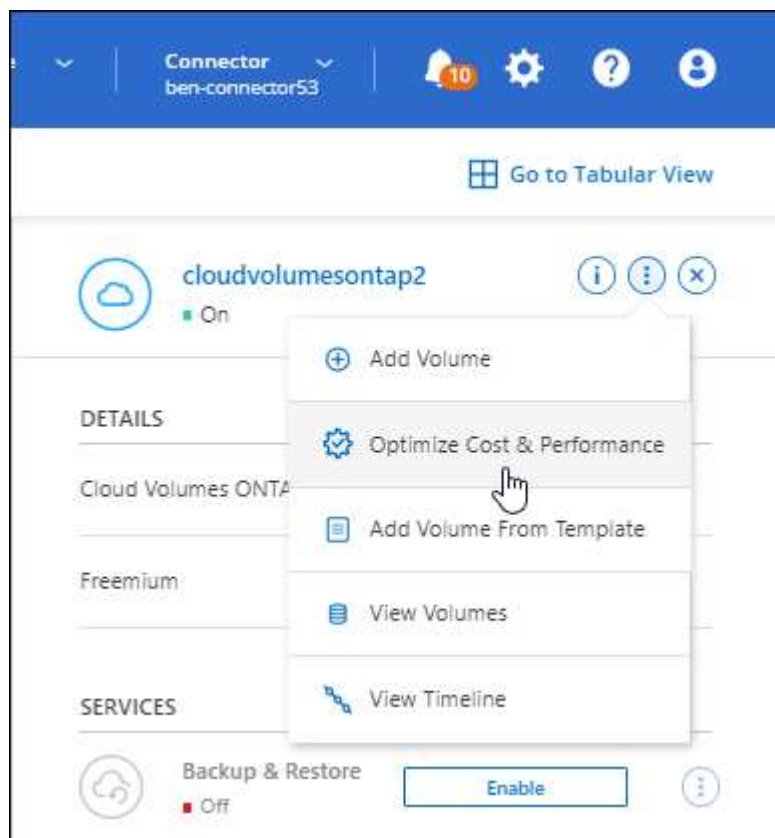 Connector
ben-connector53
10
Go to Tabular View
cloudvolumesontap2
On
Add Volume
DETAILS
Optimize Cost & Performance
Cloud Volumes ONTA
Add Volume From Template
Freemium
View Volumes
View Timeline
SERVICES
Backup & Restore
Enable
Off